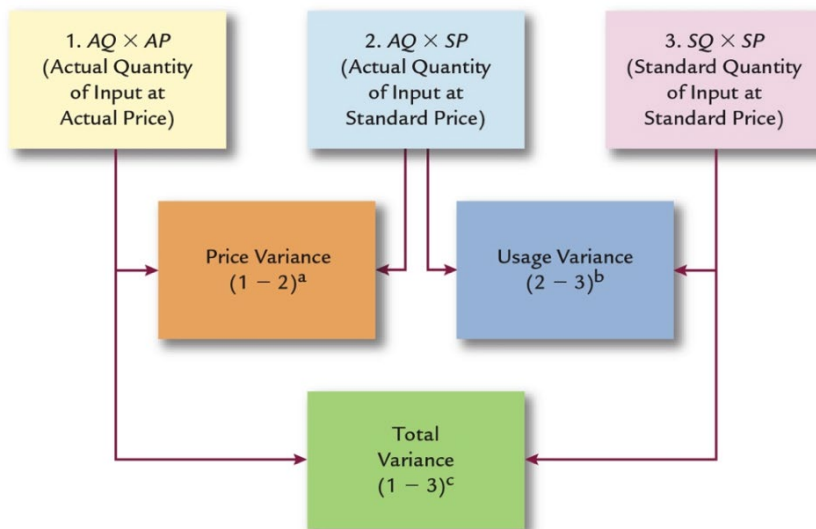 1. AQ × AP
(Actual Quantity
of Input at
Actual Price)
2. AQ × SP
(Actual Quantity
of Input at
Standard Price)
3. SQ × SP
(Standard Quantity
of Input at
Standard Price)
Price Variance
(1 − 2)ᵃ
Usage Variance
(2 − 3)ᵇ
Total
Variance
(1 − 3)ᶜ